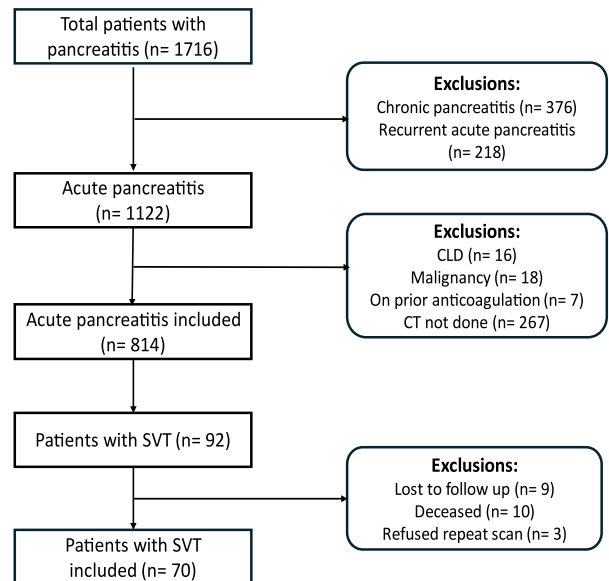 Total patients with
pancreatitis (n= 1716)
Exclusions:
Chronic pancreatitis (n= 376)
Recurrent acute pancreatitis
(n= 218)
Acute pancreatitis
(n= 1122)
Exclusions:
CLD (n= 16)
Malignancy (n= 18)
On prior anticoagulation (n= 7)
CT not done (n= 267)
Acute pancreatitis included
(n= 814)
Patients with SVT (n= 92)
Exclusions:
Lost to follow up (n= 9)
Deceased (n= 10)
Refused repeat scan (n= 3)
Patients with SVT
included (n= 70)